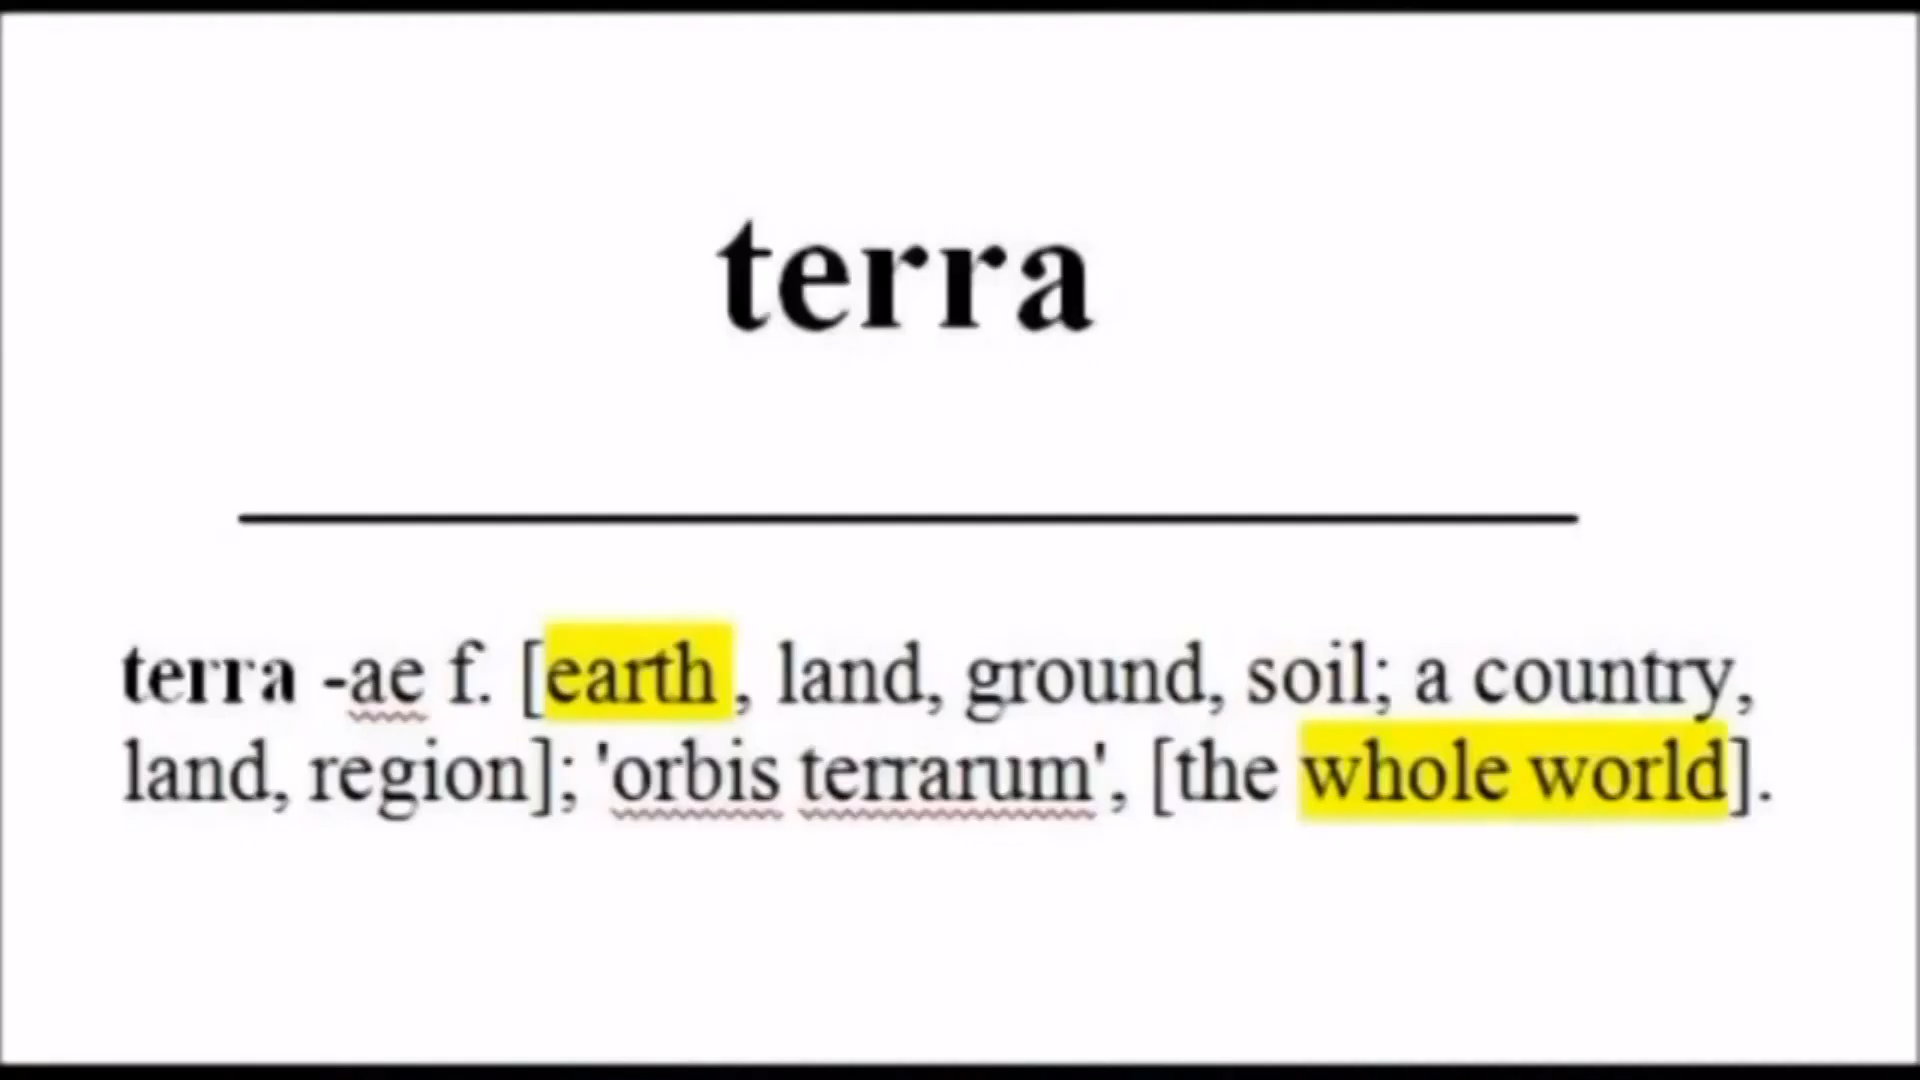 terra
terra -ae f. [earth , land, ground, soil; a country,
land, region]; 'orbis terrarum', [the whole world].